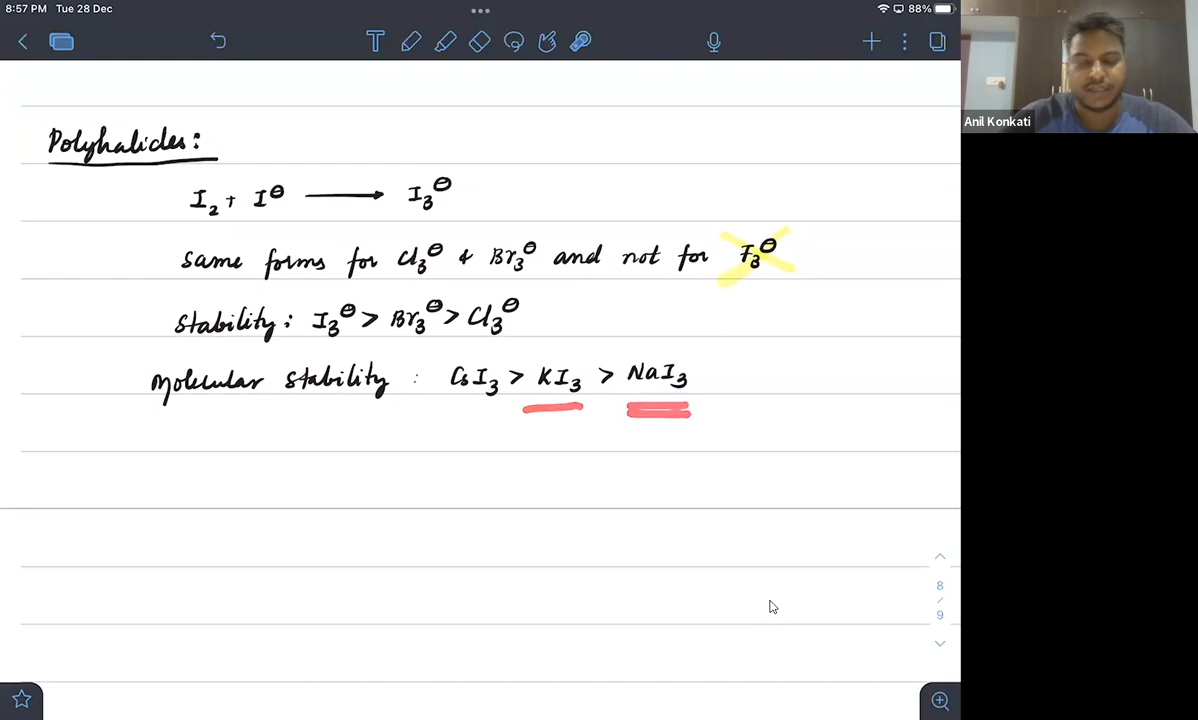 8:57 PM Tue 28 Dec
88%
Anil Konkati
Polyhalides:
I₂ + I⊖ ⟶ I₃⊖
same forms for Cl₃⊖ & Br₃⊖ and not for F₃⊖
stability: I₃⊖ > Br₃⊖ > Cl₃⊖
Molecular stability : CsI₃ > KI₃ > NaI₃
8
/
9